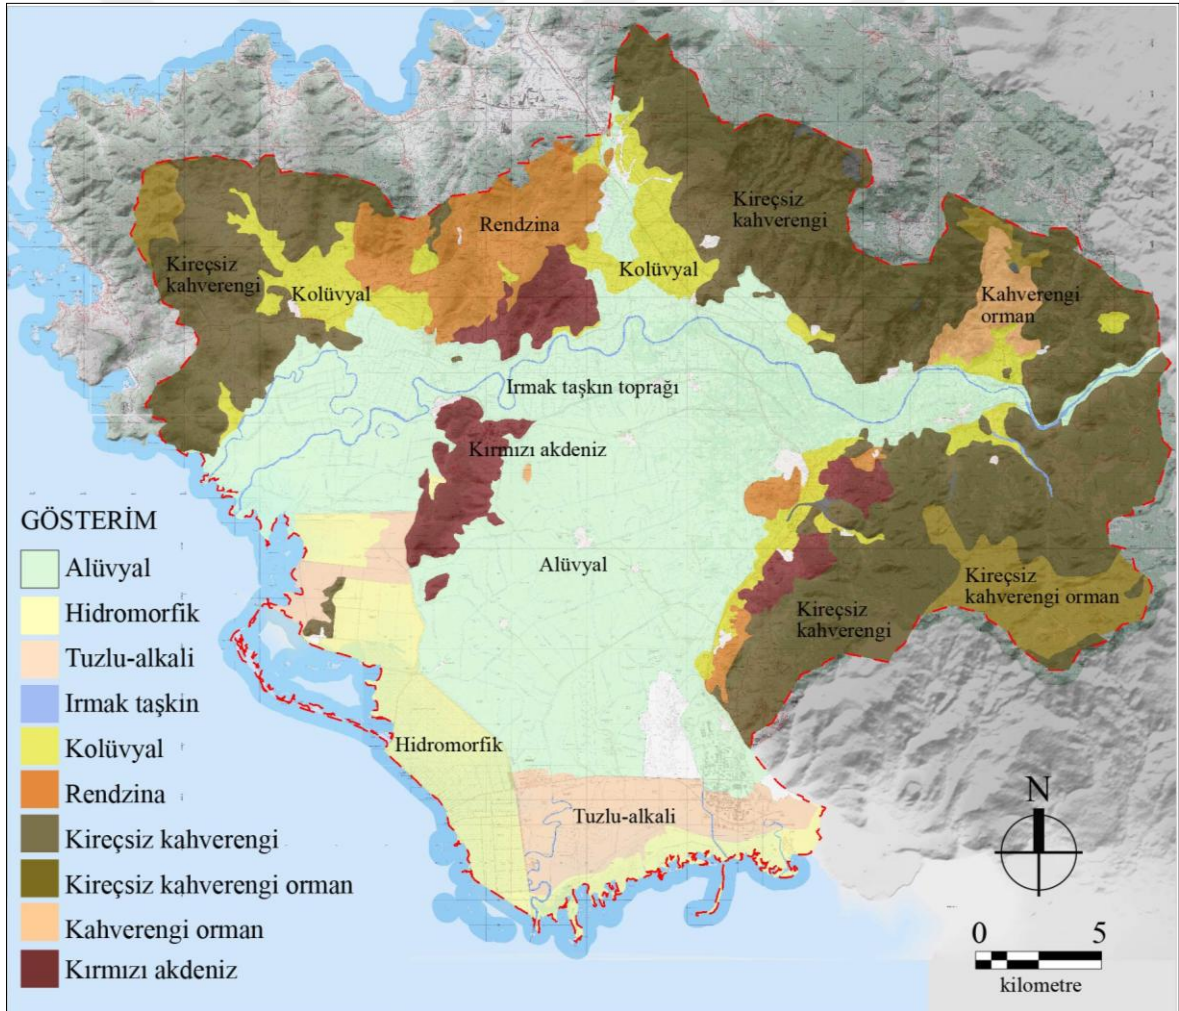 Rendzina
Kireçsiz
kahverengi
Kireçsiz
kahverengi
Kolüvyal
Kolüvyal
Kahverengi
orman
Irmak taşkın toprağı
Kırmızı akdeniz
Alüvyal
Kireçsiz
kahverengi orman
Kireçsiz
kahverengi
Hidromorfik
Tuzlu-alkali
GÖSTERİM
Alüvyal
Hidromorfik
Tuzlu-alkali
Irmak taşkın
Kolüvyal
Rendzina
Kireçsiz kahverengi
Kireçsiz kahverengi orman
Kahverengi orman
Kırmızı akdeniz
N
0 5
kilometre